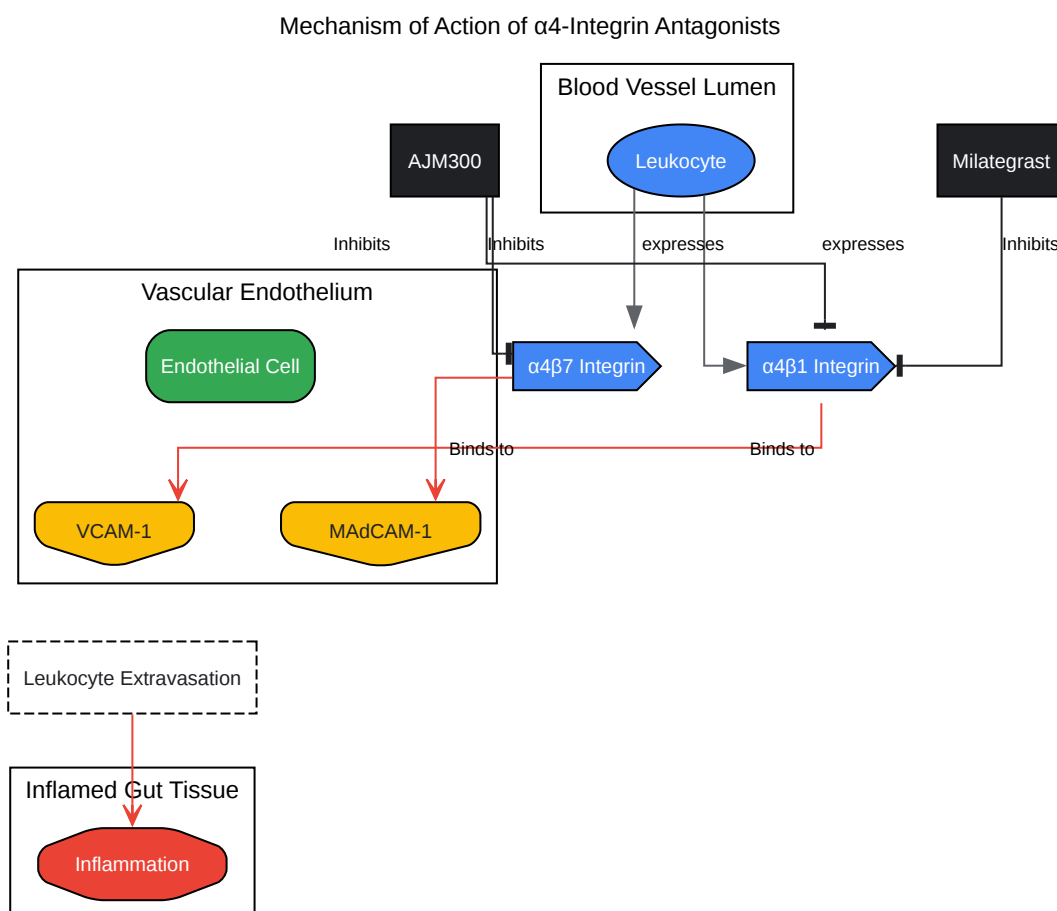 Mechanism of Action of α4-Integrin Antagonists
Blood Vessel Lumen
AJM300
Leukocyte
Milategrast
Inhibits
Inhibits
expresses
expresses
Inhibits
Vascular Endothelium
Endothelial Cell
α4β7 Integrin
α4β1 Integrin
Binds to
Binds to
VCAM-1
MAdCAM-1
Leukocyte Extravasation
Inflamed Gut Tissue
Inflammation